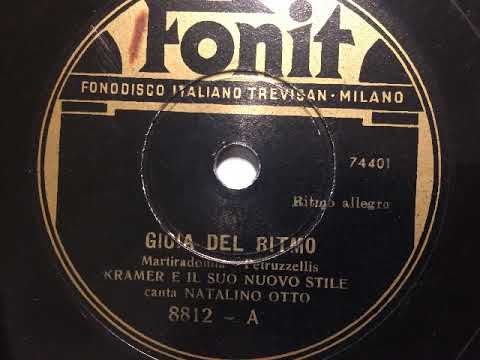 Fonit
FONODISCO ITALIANO TREVISAN · MILANO
74401
Ritmo allegro
GIOIA DEL RITMO
Martiradonna - Petruzzellis
KRAMER E IL SUO NUOVO STILE
canta NATALINO OTTO
8812 - A